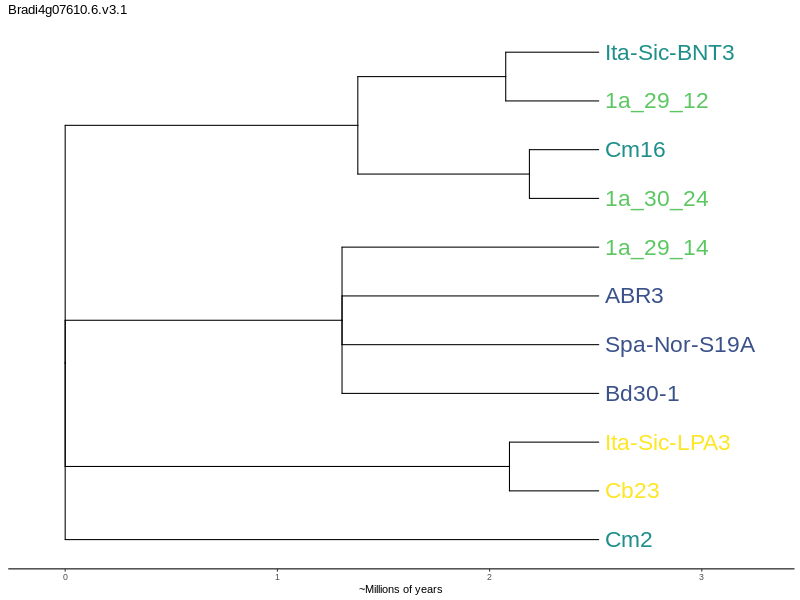 Bradi4g07610.6.v3.1
Ita-Sic-BNT3
1a_29_12
Cm16
1a_30_24
1a_29_14
ABR3
Spa-Nor-S19A
Bd30-1
Ita-Sic-LPA3
Cb23
Cm2
0 1 2 3
~Millions of years